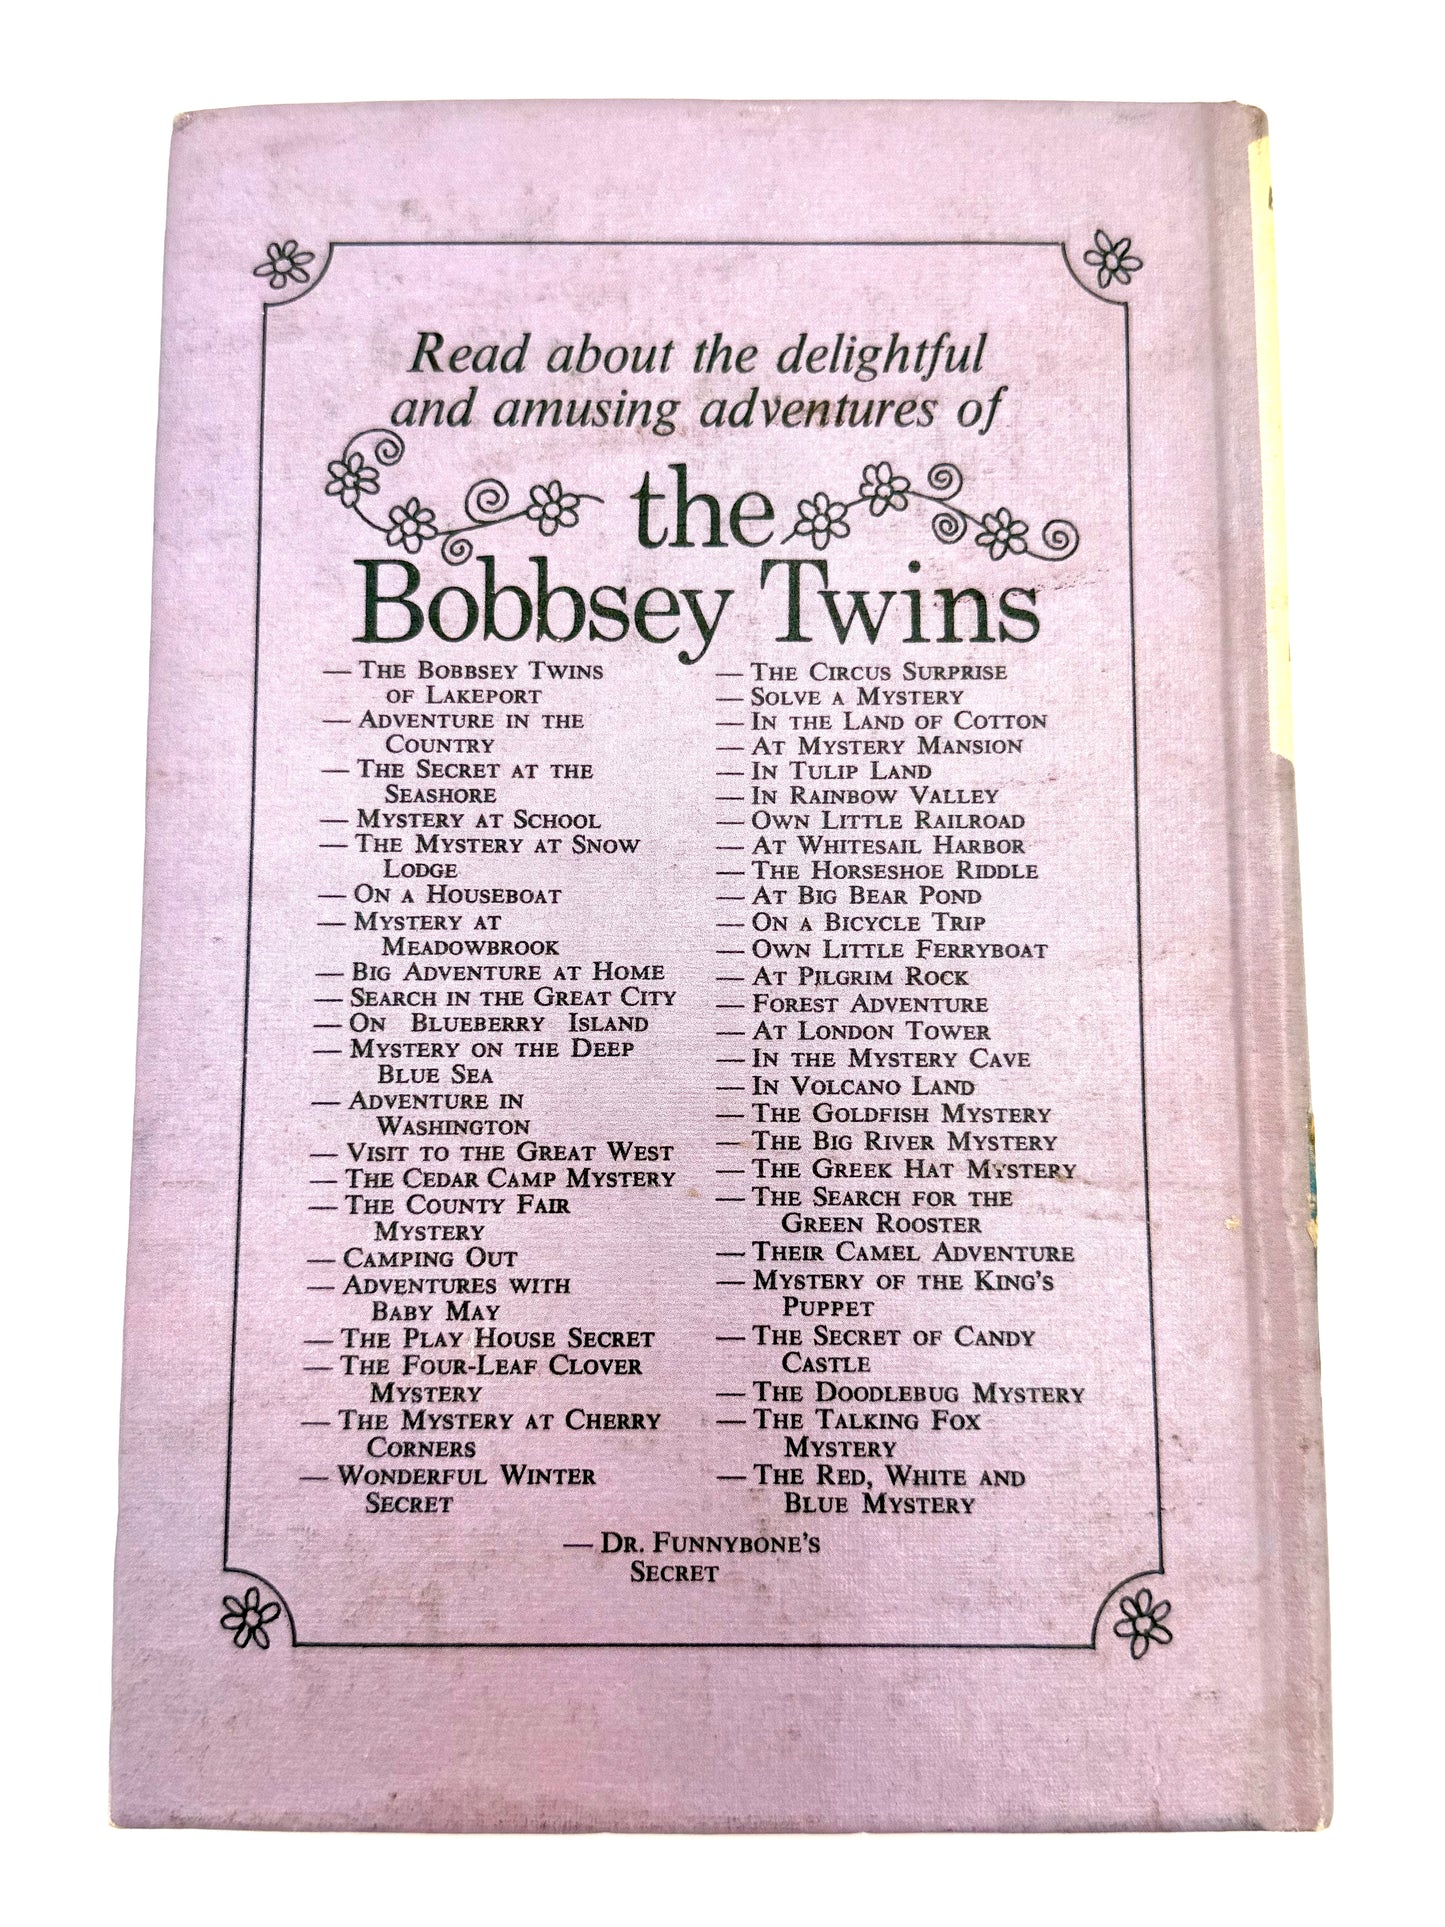 Read about the delightful
and amusing adventures of
the
Bobbsey Twins
— The Bobbsey Twins
of Lakeport
— Adventure in the
Country
— The Secret at the
Seashore
— Mystery at School
— The Mystery at Snow
Lodge
— On a Houseboat
— Mystery at
Meadowbrook
— Big Adventure at Home
— Search in the Great City
— On Blueberry Island
— Mystery on the Deep
Blue Sea
— Adventure in
Washington
— Visit to the Great West
— The Cedar Camp Mystery
— The County Fair
Mystery
— Camping Out
— Adventures with
Baby May
— The Play House Secret
— The Four-Leaf Clover
Mystery
— The Mystery at Cherry
Corners
— Wonderful Winter
Secret
— The Circus Surprise
— Solve a Mystery
— In the Land of Cotton
— At Mystery Mansion
— In Tulip Land
— In Rainbow Valley
— Own Little Railroad
— At Whitesail Harbor
— The Horseshoe Riddle
— At Big Bear Pond
— On a Bicycle Trip
— Own Little Ferryboat
— At Pilgrim Rock
— Forest Adventure
— At London Tower
— In the Mystery Cave
— In Volcano Land
— The Goldfish Mystery
— The Big River Mystery
— The Greek Hat Mystery
— The Search for the
Green Rooster
— Their Camel Adventure
— Mystery of the King's
Puppet
— The Secret of Candy
Castle
— The Doodlebug Mystery
— The Talking Fox
Mystery
— The Red, White and
Blue Mystery
— Dr. Funnybone's
Secret